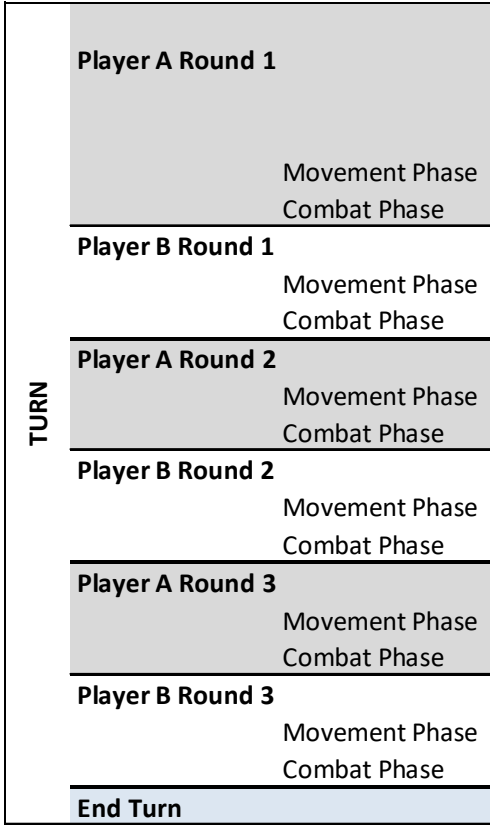 Player A Round 1
Movement Phase
Combat Phase
Player B Round 1
Movement Phase
Combat Phase
TURN
Player A Round 2
Movement Phase
Combat Phase
Player B Round 2
Movement Phase
Combat Phase
Player A Round 3
Movement Phase
Combat Phase
Player B Round 3
Movement Phase
Combat Phase
End Turn